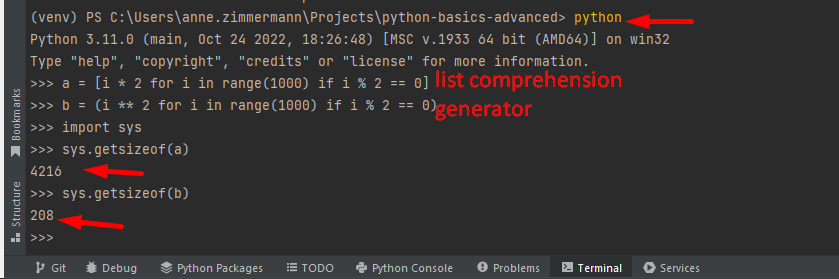 (venv) PS C:\Users\anne.zimmermann\Projects\python-basics-advanced> python
Python 3.11.0 (main, Oct 24 2022, 18:26:48) [MSC v.1933 64 bit (AMD64)] on win32
Type "help", "copyright", "credits" or "license" for more information.
>>> a = [i * 2 for i in range(1000) if i % 2 == 0] list comprehension
>>> b = (i ** 2 for i in range(1000) if i % 2 == 0) generator
>>> import sys
>>> sys.getsizeof(a)
4216
>>> sys.getsizeof(b)
208
>>>
Bookmarks
Structure
Git Debug Python Packages TODO Python Console Problems Terminal Services